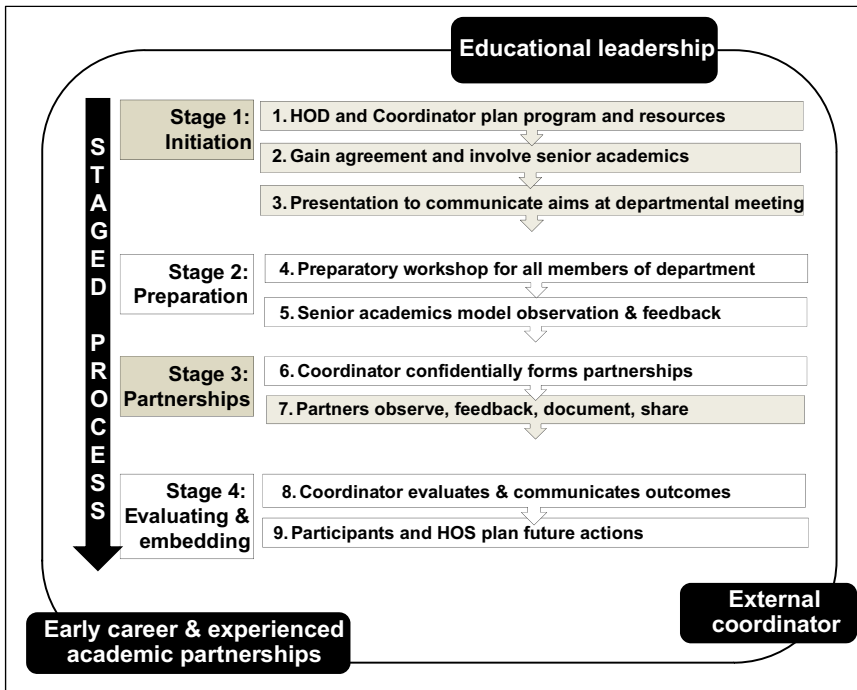 Educational leadership
STAGED PROCESS
Stage 1:
Initiation
1. HOD and Coordinator plan program and resources
2. Gain agreement and involve senior academics
3. Presentation to communicate aims at departmental meeting
Stage 2:
Preparation
4. Preparatory workshop for all members of department
5. Senior academics model observation & feedback
Stage 3:
Partnerships
6. Coordinator confidentially forms partnerships
7. Partners observe, feedback, document, share
Stage 4:
Evaluating &
embedding
8. Coordinator evaluates & communicates outcomes
9. Participants and HOS plan future actions
Early career & experienced
academic partnerships
External
coordinator